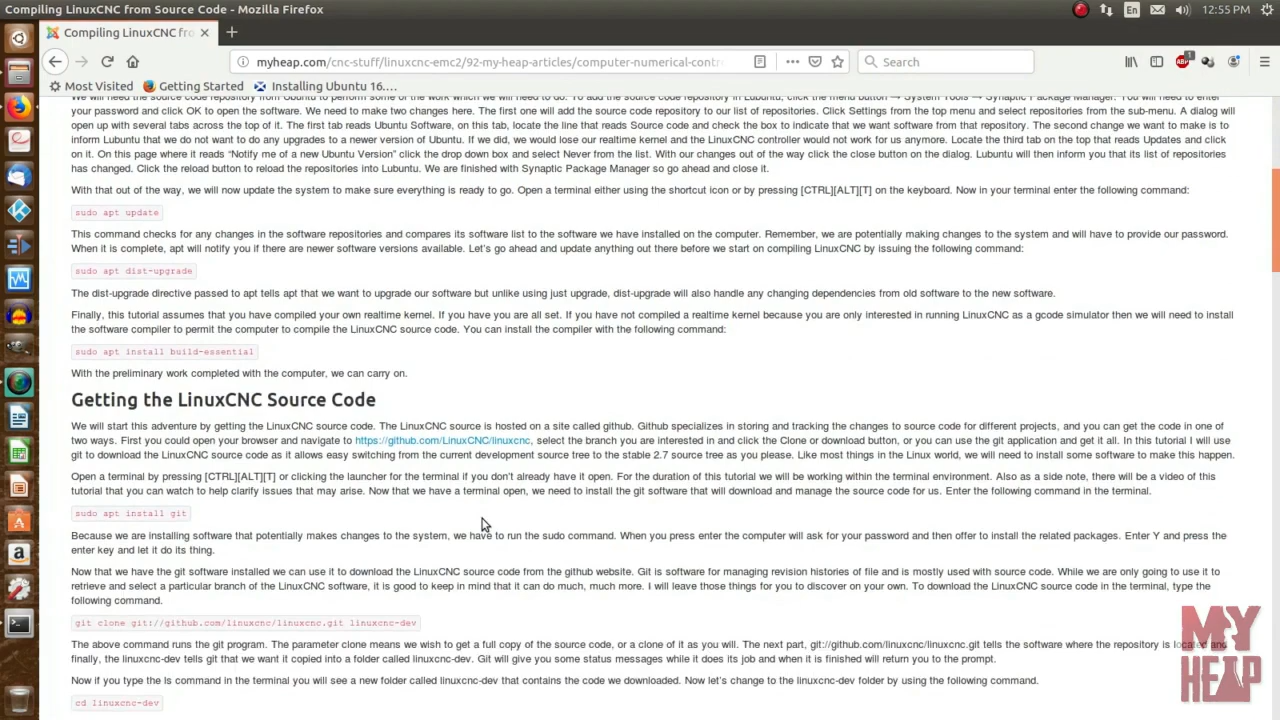 Compiling LinuxCNC from Source Code - Mozilla Firefox
En
12:55 PM
Compiling LinuxCNC fro
myheap.com/cnc-stuff/linuxcnc-emc2/92-my-heap-articles/computer-numerical-contr
Search
ABP
1
Most Visited
Getting Started
Installing Ubuntu 16....
We will need the source code repository from Ubuntu to perform some of the work which we will need to do. To add the source code repository in Lubuntu, click the menu button → System Tools → Synaptic Package Manager. You will need to enter
your password and click OK to open the software. We need to make two changes here. The first one will add the source code repository to our list of repositories. Click Settings from the top menu and select repositories from the sub-menu. A dialog will
open up with several tabs across the top of it. The first tab reads Ubuntu Software, on this tab, locate the line that reads Source code and check the box to indicate that we want software from that repository. The second change we want to make is to
inform Lubuntu that we do not want to do any upgrades to a newer version of Ubuntu. If we did, we would lose our realtime kernel and the LinuxCNC controller would not work for us anymore. Locate the third tab on the top that reads Updates and click
on it. On this page where it reads “Notify me of a new Ubuntu Version” click the drop down box and select Never from the list. With our changes out of the way click the close button on the dialog. Lubuntu will then inform you that its list of repositories
has changed. Click the reload button to reload the repositories into Lubuntu. We are finished with Synaptic Package Manager so go ahead and close it.
With that out of the way, we will now update the system to make sure everything is ready to go. Open a terminal either using the shortcut icon or by pressing [CTRL][ALT][T] on the keyboard. Now in your terminal enter the following command:
sudo apt update
This command checks for any changes in the software repositories and compares its software list to the software we have installed on the computer. Remember, we are potentially making changes to the system and will have to provide our password.
When it is complete, apt will notify you if there are newer software versions available. Let’s go ahead and update anything out there before we start on compiling LinuxCNC by issuing the following command:
sudo apt dist-upgrade
The dist-upgrade directive passed to apt tells apt that we want to upgrade our software but unlike using just upgrade, dist-upgrade will also handle any changing dependencies from old software to the new software.
Finally, this tutorial assumes that you have compiled your own realtime kernel. If you have you are all set. If you have not compiled a realtime kernel because you are only interested in running LinuxCNC as a gcode simulator then we will need to install
the software compiler to permit the computer to compile the LinuxCNC source code. You can install the compiler with the following command:
sudo apt install build-essential
With the preliminary work completed with the computer, we can carry on.
Getting the LinuxCNC Source Code
We will start this adventure by getting the LinuxCNC source code. The LinuxCNC source is hosted on a site called github. Github specializes in storing and tracking the changes to source code for different projects, and you can get the code in one of
two ways. First you could open your browser and navigate to https://github.com/LinuxCNC/linuxcnc, select the branch you are interested in and click the Clone or download button, or you can use the git application and get it all. In this tutorial I will use
git to download the LinuxCNC source code as it allows easy switching from the current development source tree to the stable 2.7 source tree as you please. Like most things in the Linux world, we will need to install some software to make this happen.
Open a terminal by pressing [CTRL][ALT][T] or clicking the launcher for the terminal if you don’t already have it open. For the duration of this tutorial we will be working within the terminal environment. Also as a side note, there will be a video of this
tutorial that you can watch to help clarify issues that may arise. Now that we have a terminal open, we need to install the git software that will download and manage the source code for us. Enter the following command in the terminal.
sudo apt install git
Because we are installing software that potentially makes changes to the system, we have to run the sudo command. When you press enter the computer will ask for your password and then offer to install the related packages. Enter Y and press the
enter key and let it do its thing.
Now that we have the git software installed we can use it to download the LinuxCNC source code from the github website. Git is software for managing revision histories of file and is mostly used with source code. While we are only going to use it to
retrieve and select a particular branch of the LinuxCNC software, it is good to keep in mind that it can do much, much more. I will leave those things for you to discover on your own. To download the LinuxCNC source code in the terminal, type the
following command.
git clone git://github.com/linuxcnc/linuxcnc.git linuxcnc-dev
The above command runs the git program. The parameter clone means we wish to get a full copy of the source code, or a clone of it as you will. The next part, git://github.com/linuxcnc/linuxcnc.git tells the software where the repository is located and
finally, the linuxcnc-dev tells git that we want it copied into a folder called linuxcnc-dev. Git will give you some status messages while it does its job and when it is finished will return you to the prompt.
Now if you type the ls command in the terminal you will see a new folder called linuxcnc-dev that contains the code we downloaded. Now let’s change to the linuxcnc-dev folder by using the following command.
cd linuxcnc-dev
MY
HEAP